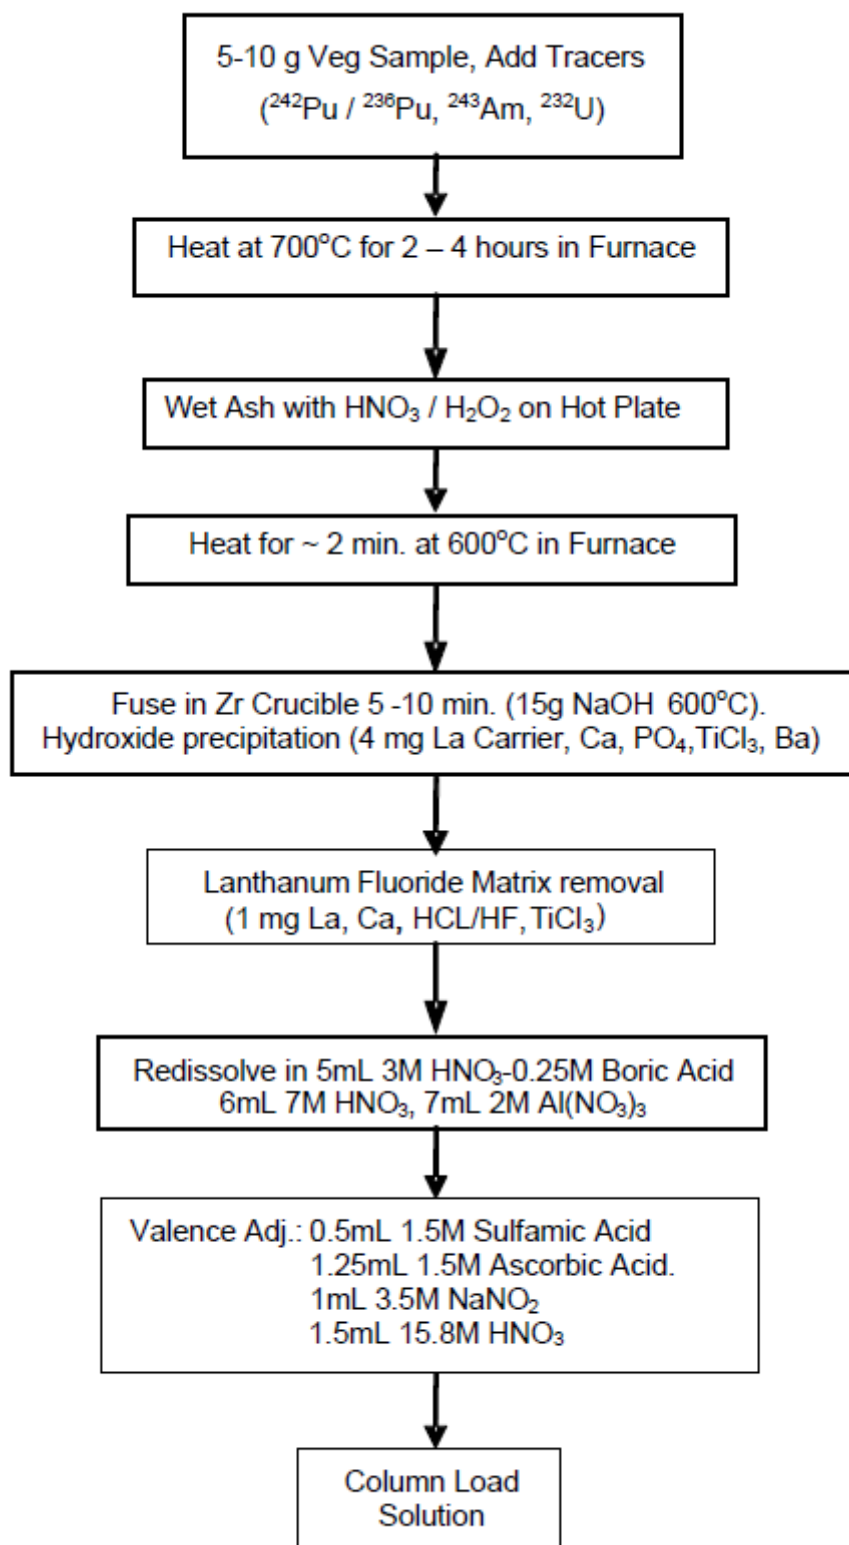 5-10 g Veg Sample, Add Tracers
(²⁴²Pu / ²³⁶Pu, ²⁴³Am, ²³²U)
Heat at 700°C for 2 – 4 hours in Furnace
Wet Ash with HNO₃ / H₂O₂ on Hot Plate
Heat for ~ 2 min. at 600°C in Furnace
Fuse in Zr Crucible 5 -10 min. (15g NaOH 600°C).
Hydroxide precipitation (4 mg La Carrier, Ca, PO₄,TiCl₃, Ba)
Lanthanum Fluoride Matrix removal
(1 mg La, Ca, HCL/HF, TiCl₃)
Redissolve in 5mL 3M HNO₃-0.25M Boric Acid
6mL 7M HNO₃, 7mL 2M Al(NO₃)₃
Valence Adj.: 0.5mL 1.5M Sulfamic Acid
1.25mL 1.5M Ascorbic Acid.
1mL 3.5M NaNO₂
1.5mL 15.8M HNO₃
Column Load
Solution